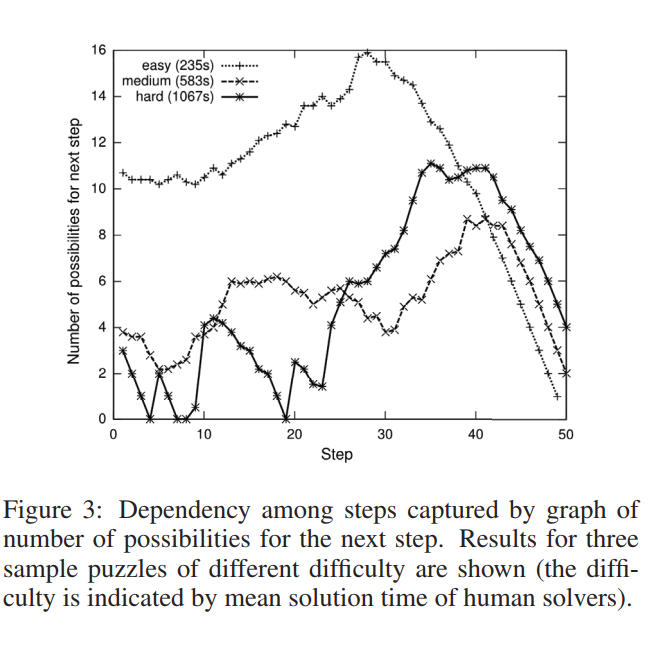 16
14
12
10
8
6
4
2
0
Number of possibilities for next step
easy (235s)
medium (583s)
hard (1067s)
0 10 20 30 40 50
Step
Figure 3: Dependency among steps captured by graph of
number of possibilities for the next step. Results for three
sample puzzles of different difficulty are shown (the diffi-
culty is indicated by mean solution time of human solvers).